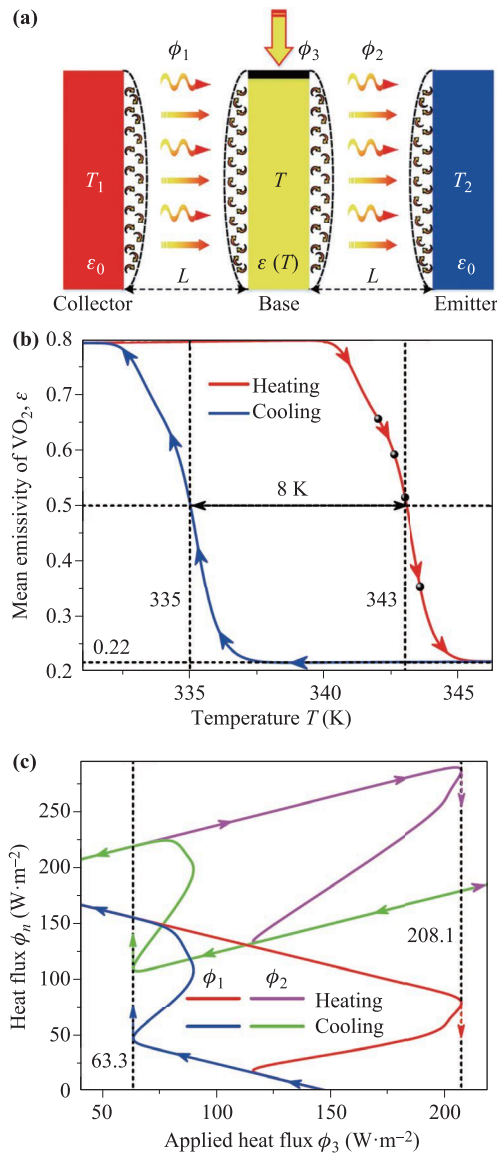 (a)
ϕ1 ϕ3 ϕ2
T1 T T2
ε0 ε (T) ε0
L L
Collector Base Emitter
(b)
0.8
0.7
0.6
0.5
0.4
0.3
0.2
Mean emissivity of VO2, ε
Heating
Cooling
8 K
335 343
0.22
335 340 345
Temperature T (K)
(c)
250
200
150
100
50
0
Heat flux ϕn (W·m−2)
208.1
ϕ1 ϕ2
Heating
Cooling
63.3
50 100 150 200
Applied heat flux ϕ3 (W·m−2)